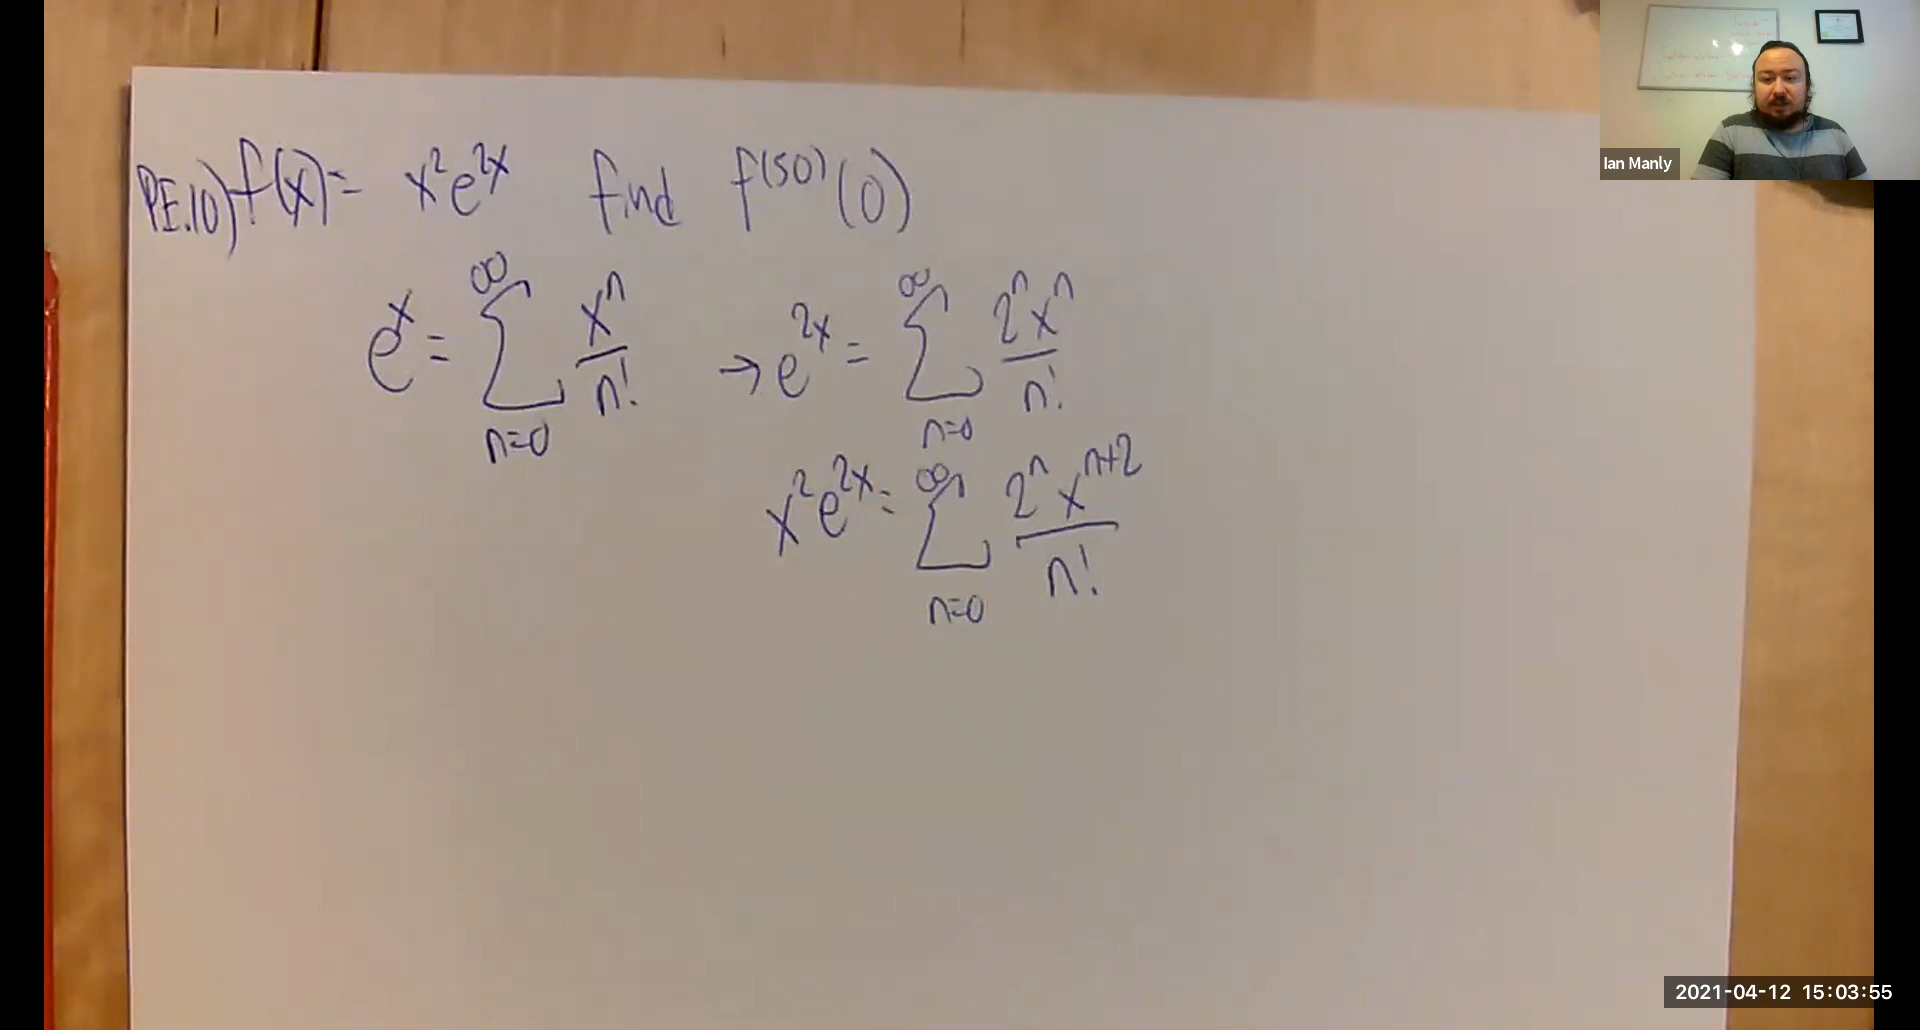 PE.10) f(x) = x²e^{2x} find f^{(50)}(0)
e^x = ∑_{n=0}^{∞} x^n/n! → e^{2x} = ∑_{n=0}^{∞} 2^n x^n/n!
x²e^{2x} = ∑_{n=0}^{∞} 2^n x^{n+2}/n!
Ian Manly
2021-04-12 15:03:55